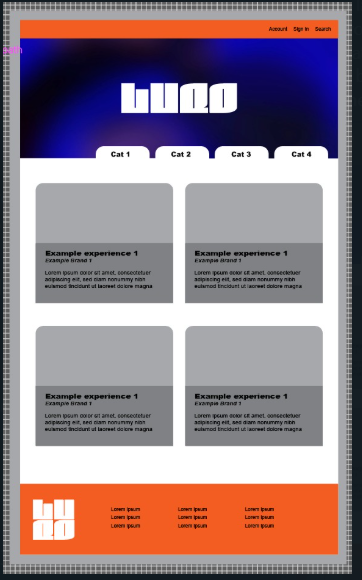 Account Sign In Search
LURO
Cat 1 Cat 2 Cat 3 Cat 4
Example experience 1
Example Brand 1
Lorem ipsum dolor sit amet, consectetuer
adipiscing elit, sed diam nonummy nibh
euismod tincidunt ut laoreet dolore magna
Example experience 1
Example Brand 1
Lorem ipsum dolor sit amet, consectetuer
adipiscing elit, sed diam nonummy nibh
euismod tincidunt ut laoreet dolore magna
Example experience 1
Example Brand 1
Lorem ipsum dolor sit amet, consectetuer
adipiscing elit, sed diam nonummy nibh
euismod tincidunt ut laoreet dolore magna
Example experience 1
Example Brand 1
Lorem ipsum dolor sit amet, consectetuer
adipiscing elit, sed diam nonummy nibh
euismod tincidunt ut laoreet dolore magna
LU
RO
Lorem Ipsum Lorem Ipsum Lorem Ipsum
Lorem Ipsum Lorem Ipsum Lorem Ipsum
Lorem Ipsum Lorem Ipsum Lorem Ipsum